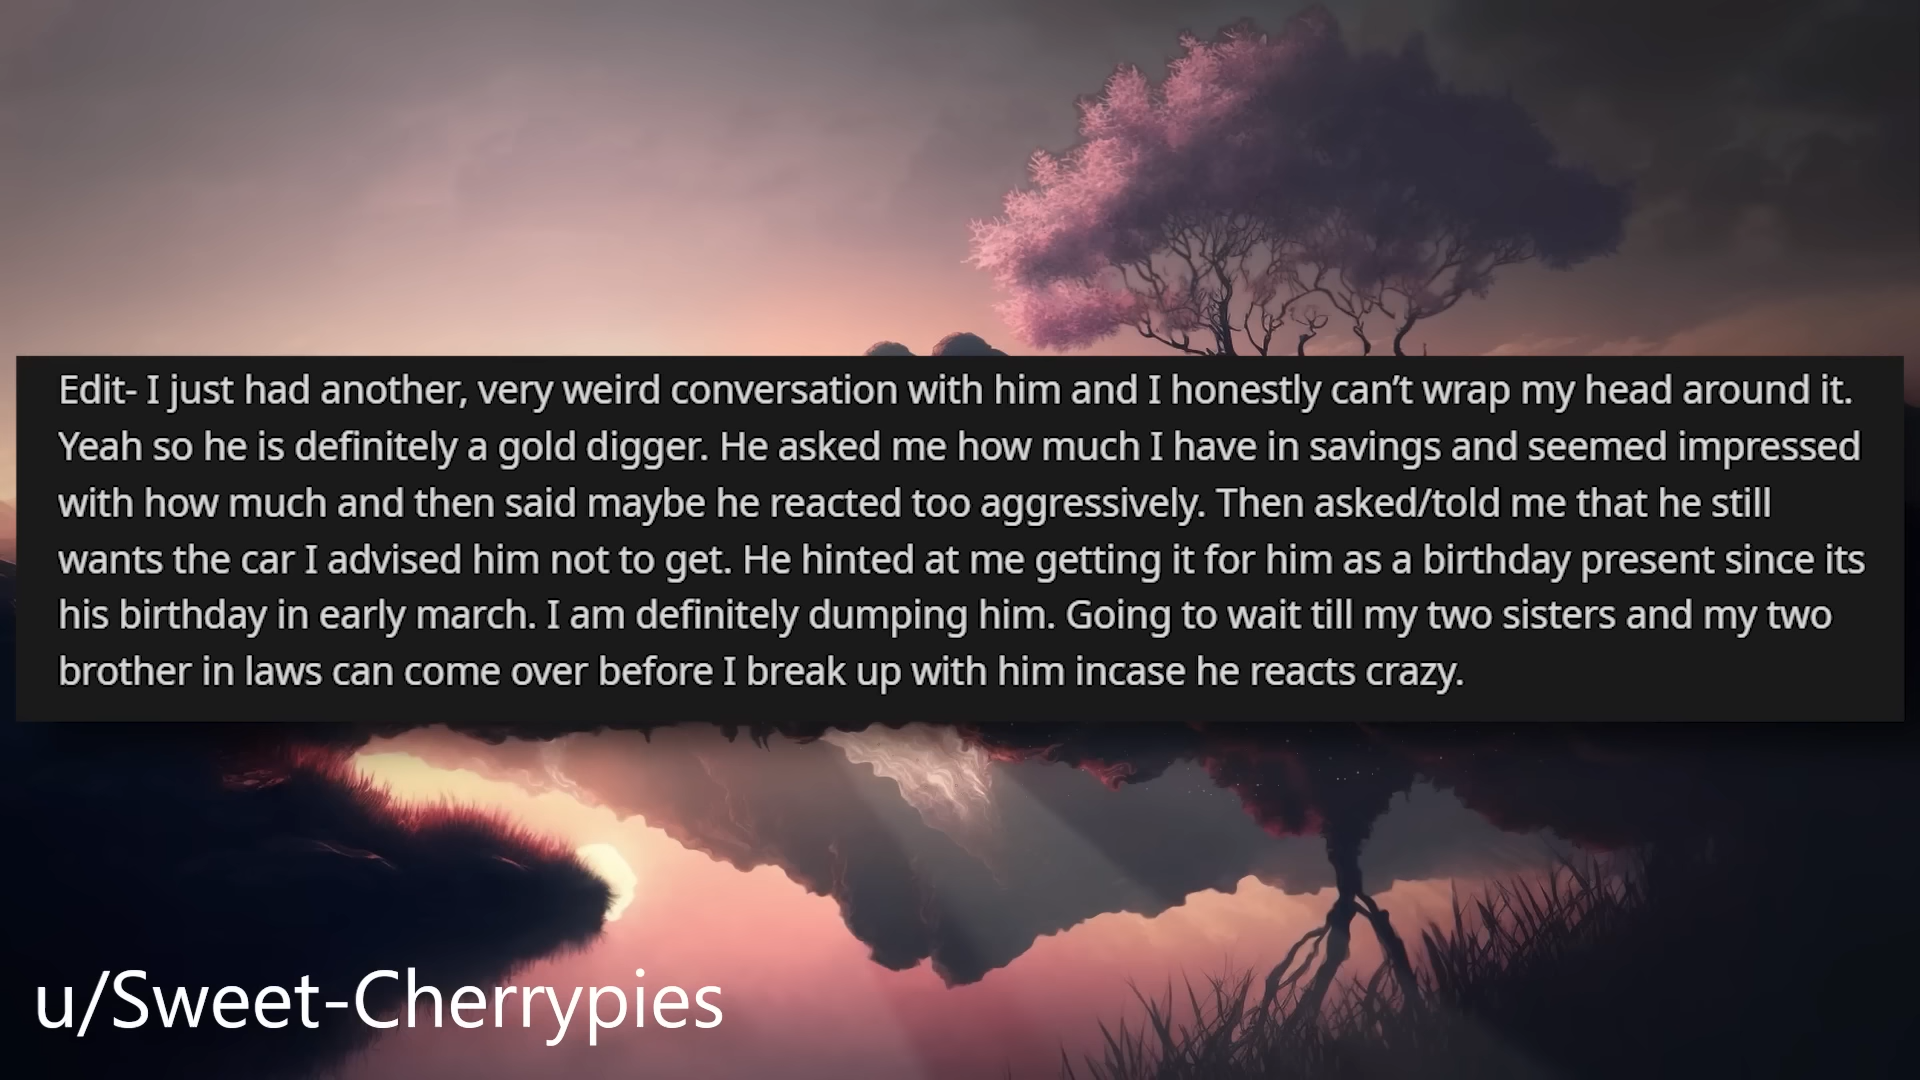 Edit- I just had another, very weird conversation with him and I honestly can’t wrap my head around it.
Yeah so he is definitely a gold digger. He asked me how much I have in savings and seemed impressed
with how much and then said maybe he reacted too aggressively. Then asked/told me that he still
wants the car I advised him not to get. He hinted at me getting it for him as a birthday present since its
his birthday in early march. I am definitely dumping him. Going to wait till my two sisters and my two
brother in laws can come over before I break up with him incase he reacts crazy.
u/Sweet-Cherrypies